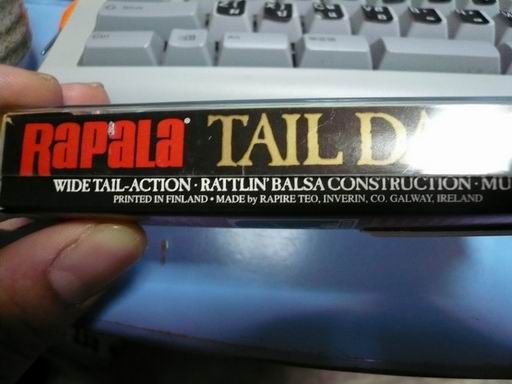 Rapala® TAIL DA
WIDE TAIL-ACTION · RATTLIN' BALSA CONSTRUCTION · MU
PRINTED IN FINLAND • MADE by RAPIRE TEO, INVERIN, CO. GALWAY, IRELAND